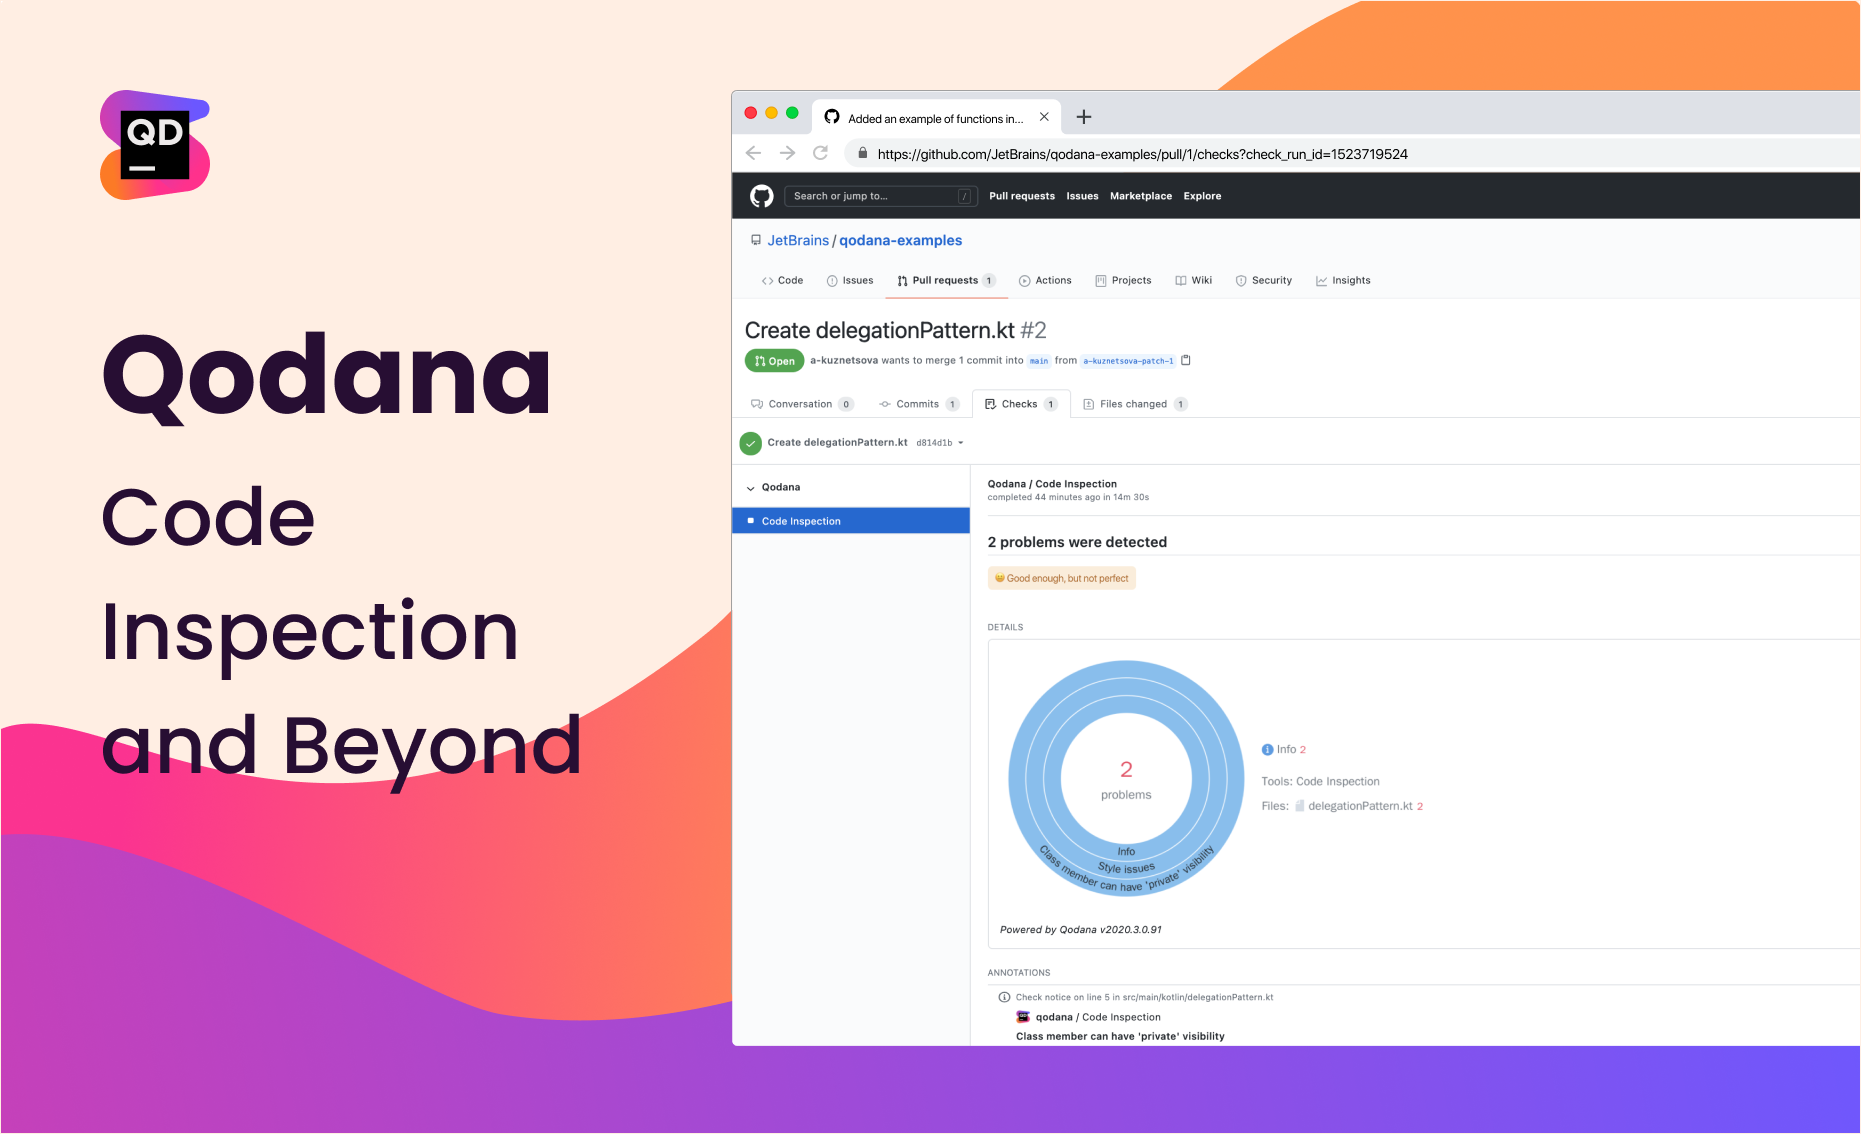 QD
Qodana
Code
Inspection
and Beyond
Added an example of functions in...
https://github.com/JetBrains/qodana-examples/pull/1/checks?check_run_id=1523719524
Search or jump to... / Pull requests Issues Marketplace Explore
JetBrains / qodana-examples
Code Issues Pull requests 1 Actions Projects Wiki Security Insights
Create delegationPattern.kt #2
Open a-kuznetsova wants to merge 1 commit into main from a-kuznetsova-patch-1
Conversation 0 Commits 1 Checks 1 Files changed 1
Create delegationPattern.kt d814d1b
Qodana
Code Inspection
Qodana / Code Inspection
completed 44 minutes ago in 14m 30s
2 problems were detected
Good enough, but not perfect
DETAILS
2
problems
Info
Style issues
Class member can have 'private' visibility
Info 2
Tools: Code Inspection
Files: delegationPattern.kt 2
Powered by Qodana v2020.3.0.91
ANNOTATIONS
Check notice on line 5 in src/main/kotlin/delegationPattern.kt
qodana / Code Inspection
Class member can have 'private' visibility